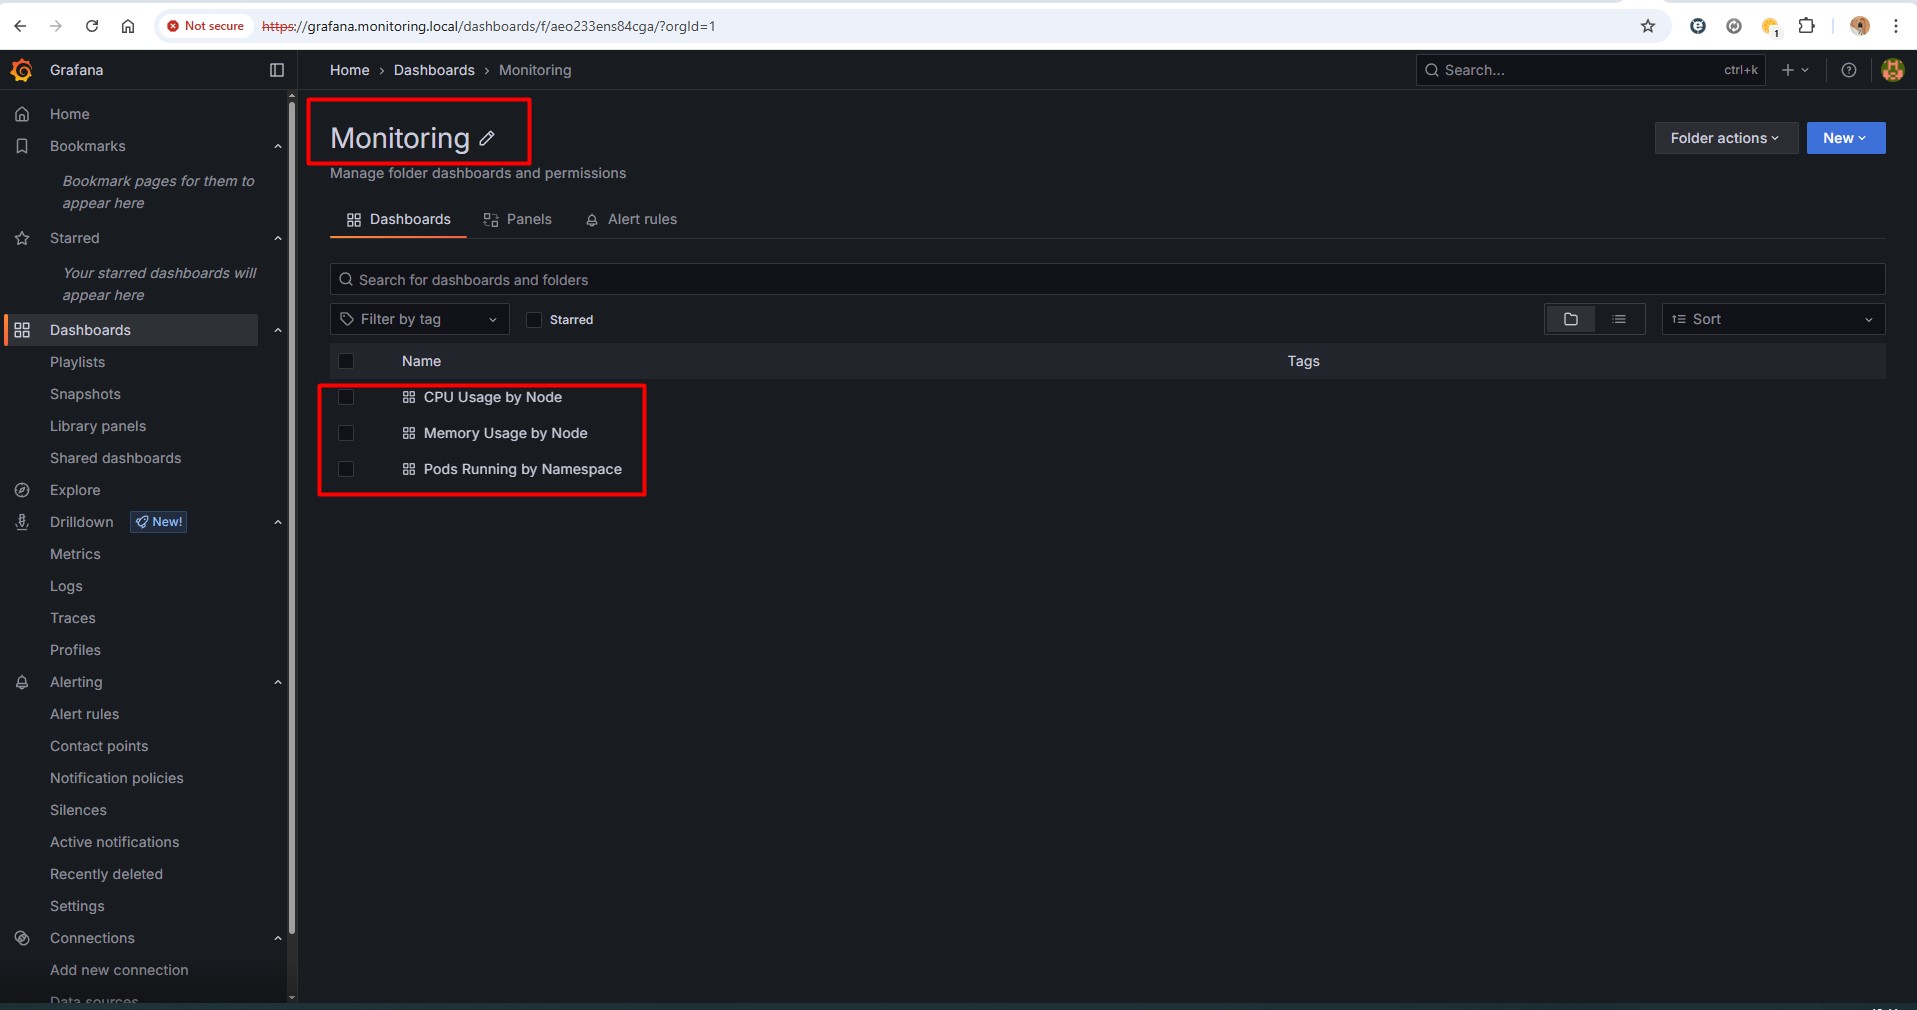 Not secure https://grafana.monitoring.local/dashboards/f/aeo233ens84cga/?orgId=1
1
Grafana
Home › Dashboards › Monitoring
Search... ctrl+k
Home
Bookmarks
Bookmark pages for them to
appear here
Starred
Your starred dashboards will
appear here
Dashboards
Playlists
Snapshots
Library panels
Shared dashboards
Explore
Drilldown New!
Metrics
Logs
Traces
Profiles
Alerting
Alert rules
Contact points
Notification policies
Silences
Active notifications
Recently deleted
Settings
Connections
Add new connection
Data sources
Monitoring
Folder actions
New
Manage folder dashboards and permissions
Dashboards Panels Alert rules
Search for dashboards and folders
Filter by tag Starred Sort
Name Tags
CPU Usage by Node
Memory Usage by Node
Pods Running by Namespace